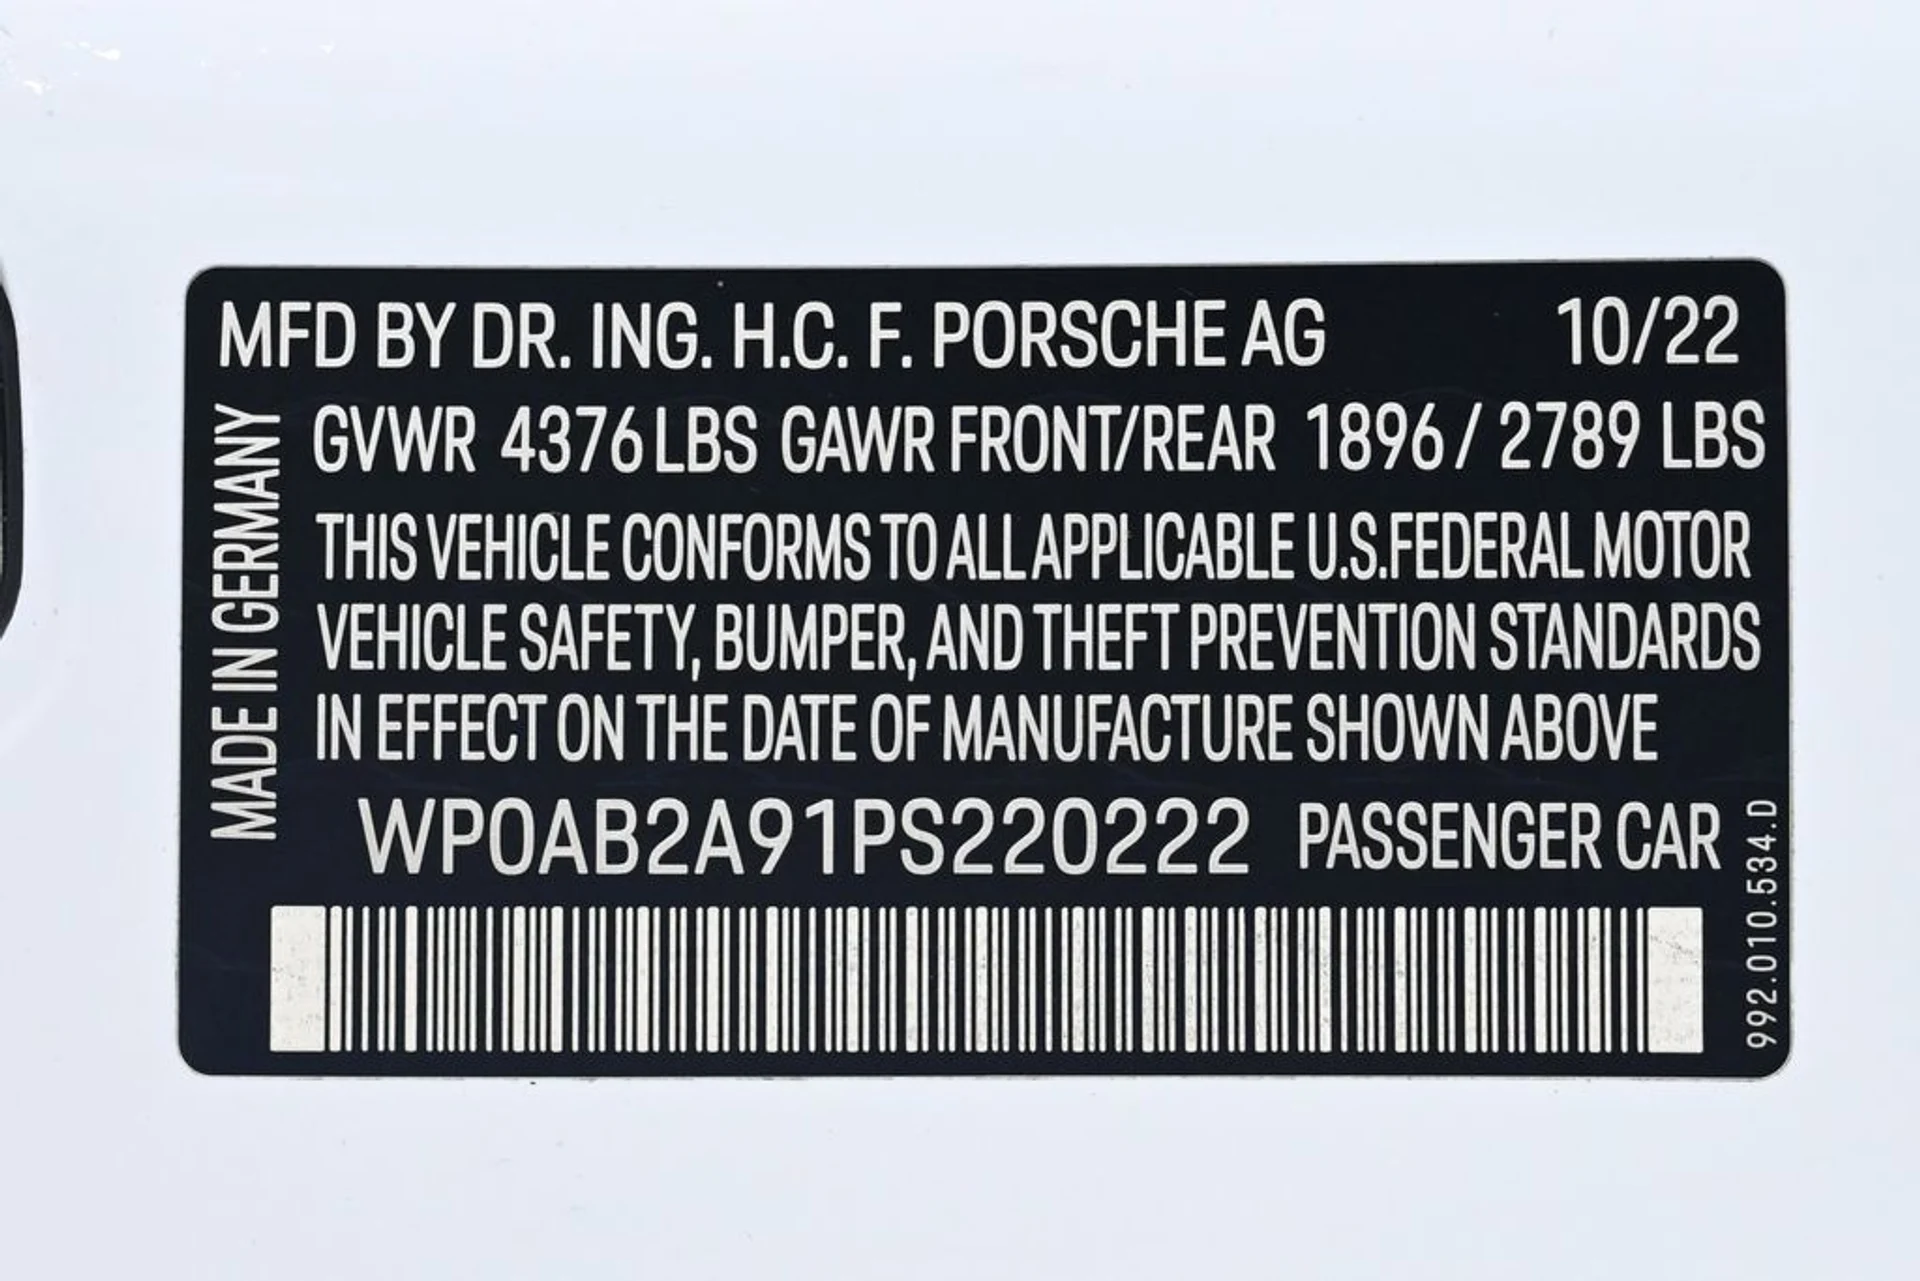 MFD BY DR. ING. H.C. F. PORSCHE AG 10/22
GVWR 4376 LBS GAWR FRONT/REAR 1896 / 2789 LBS
THIS VEHICLE CONFORMS TO ALL APPLICABLE U.S.FEDERAL MOTOR
VEHICLE SAFETY, BUMPER, AND THEFT PREVENTION STANDARDS
IN EFFECT ON THE DATE OF MANUFACTURE SHOWN ABOVE
WP0AB2A91PS220222 PASSENGER CAR
MADE IN GERMANY
992.010.534.D